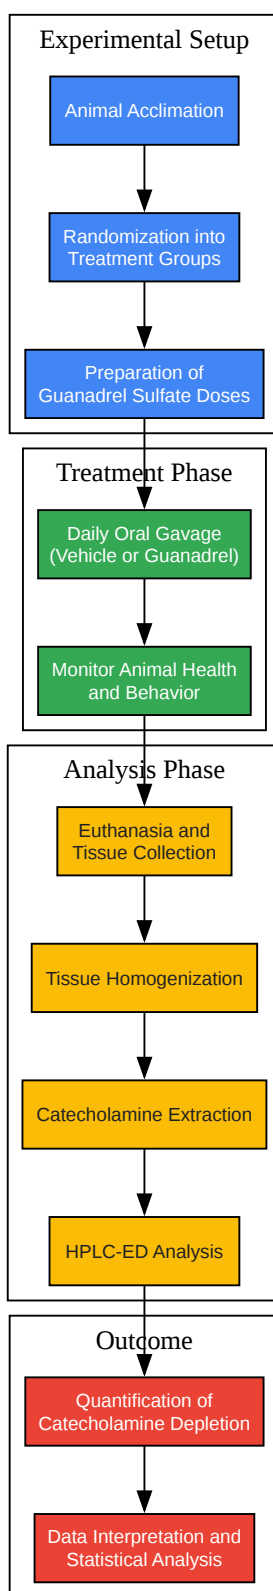 Experimental Setup
Animal Acclimation
Randomization into
Treatment Groups
Preparation of
Guanadrel Sulfate Doses
Treatment Phase
Daily Oral Gavage
(Vehicle or Guanadrel)
Monitor Animal Health
and Behavior
Analysis Phase
Euthanasia and
Tissue Collection
Tissue Homogenization
Catecholamine Extraction
HPLC-ED Analysis
Outcome
Quantification of
Catecholamine Depletion
Data Interpretation and
Statistical Analysis